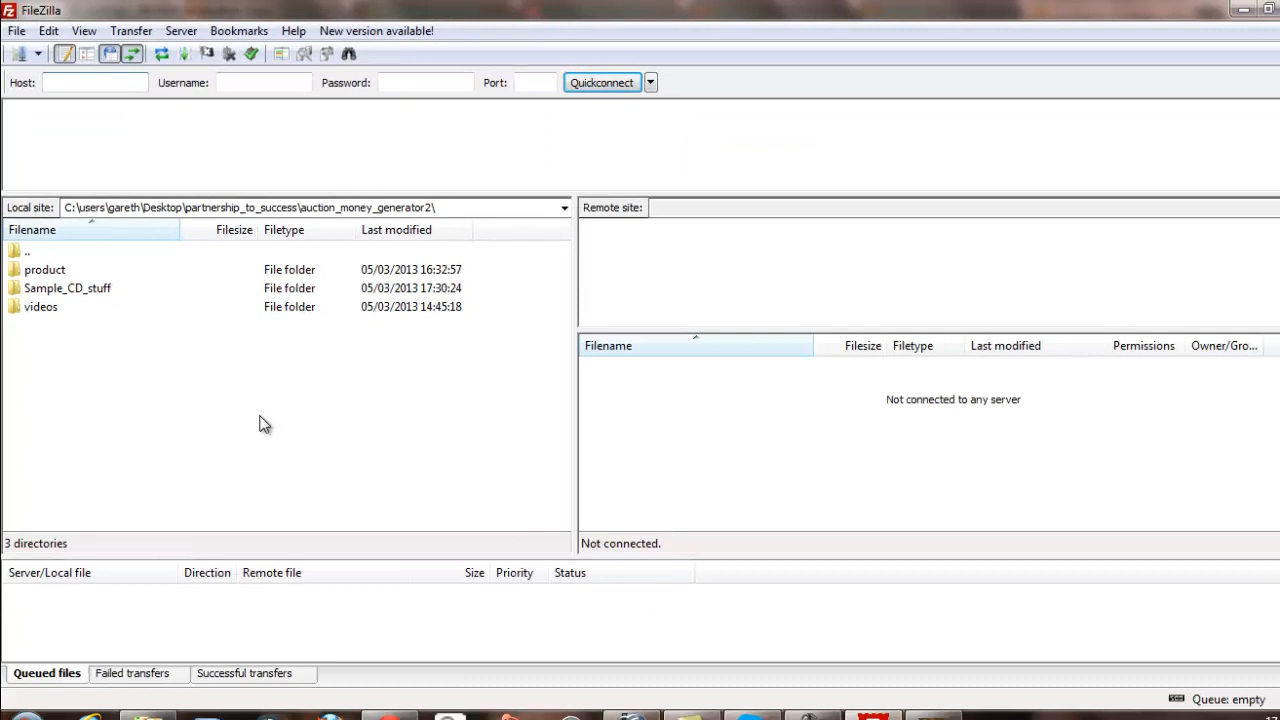 FileZilla
File Edit View Transfer Server Bookmarks Help New version available!
Host: Username: Password: Port: Quickconnect
Local site: C:\users\gareth\Desktop\partnership_to_success\auction_money_generator2\
Remote site:
Filename Filesize Filetype Last modified
..
product File folder 05/03/2013 16:32:57
Sample_CD_stuff File folder 05/03/2013 17:30:24
videos File folder 05/03/2013 14:45:18
3 directories
Filename Filesize Filetype Last modified Permissions Owner/Gro...
Not connected to any server
Not connected.
Server/Local file Direction Remote file Size Priority Status
Queued files Failed transfers Successful transfers
Queue: empty